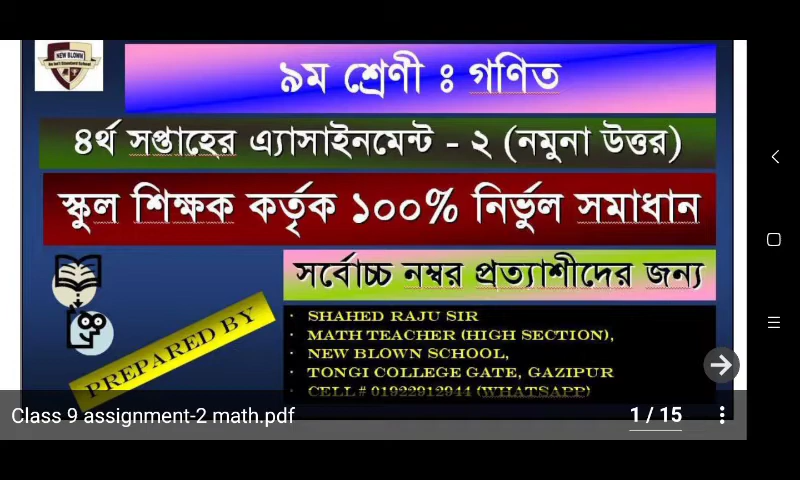 NEW BLOWN
৯ম শ্রেণী ঃ গণিত
৪র্থ সপ্তাহের এ্যাসাইনমেন্ট - ২ (নমুনা উত্তর)
স্কুল শিক্ষক কর্তৃক ১০০% নির্ভুল সমাধান
সর্বোচ্চ নম্বর প্রত্যাশীদের জন্য
PREPARED BY
· SHAHED RAJU SIR
· MATH TEACHER (HIGH SECTION),
· NEW BLOWN SCHOOL,
· TONGI COLLEGE GATE, GAZIPUR
· CELL # 01922912944 (WHATSAPP)
Class 9 assignment-2 math.pdf
1 / 15